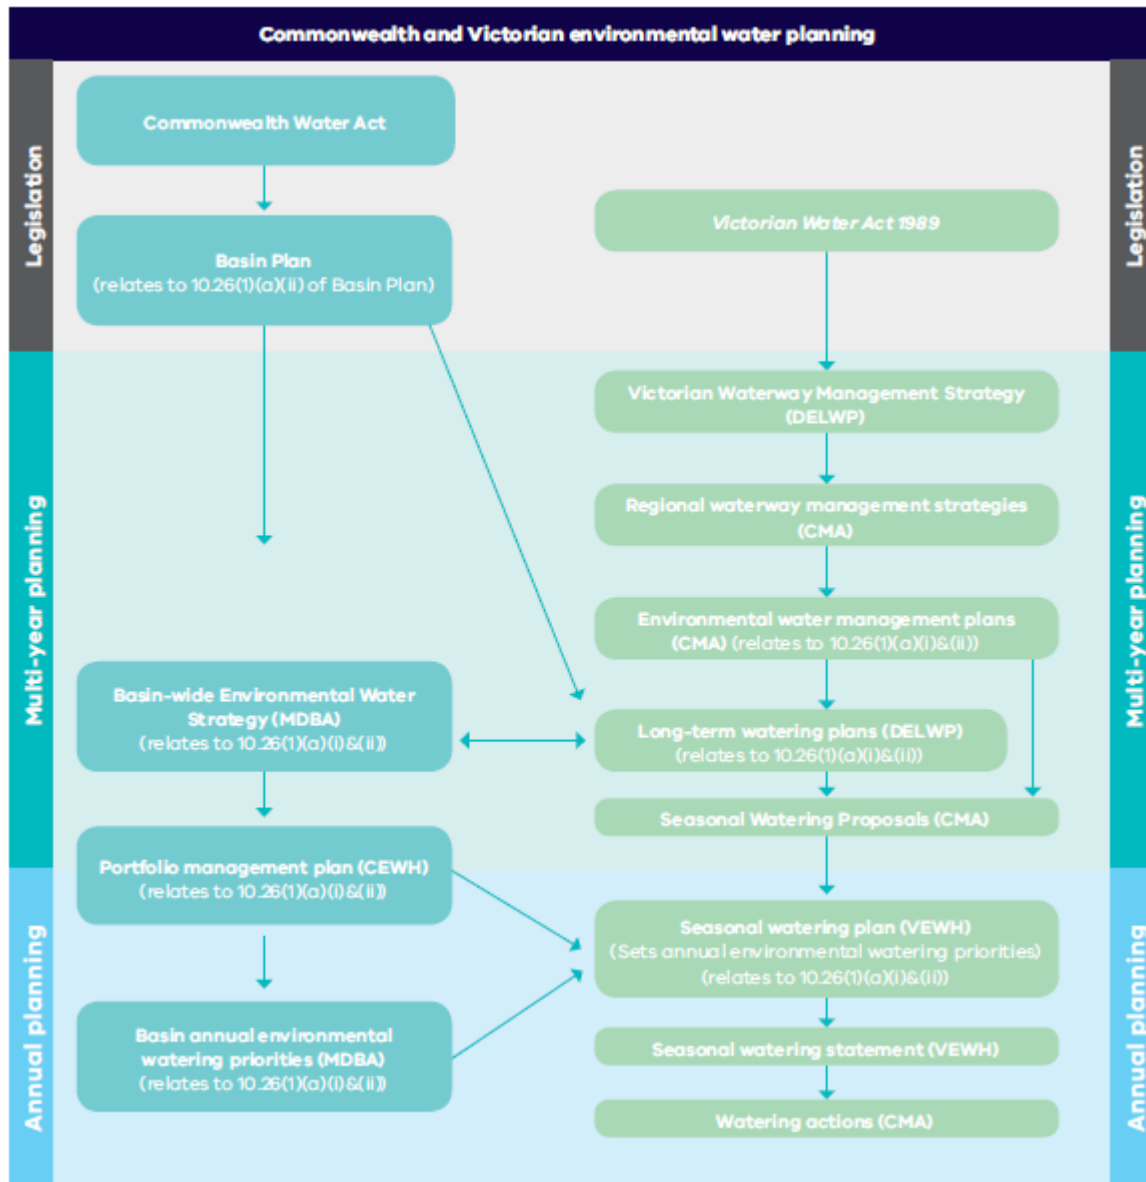 Commonwealth and Victorian environmental water planning
Legislation
Commonwealth Water Act
Basin Plan
(relates to 10.26(1)(a)(ii) of Basin Plan)
Victorian Water Act 1989
Legislation
Multi-year planning
Victorian Waterway Management Strategy
(DELWP)
Regional waterway management strategies
(CMA)
Environmental water management plans
(CMA) (relates to 10.26(1)(a)(i)&(ii))
Basin-wide Environmental Water
Strategy (MDBA)
(relates to 10.26(1)(a)(i)&(ii))
Long-term watering plans (DELWP)
(relates to 10.26(1)(a)(i)&(ii))
Seasonal Watering Proposals (CMA)
Multi-year planning
Portfolio management plan (CEWH)
(relates to 10.26(1)(a)(i)&(ii))
Annual planning
Seasonal watering plan (VEWH)
(Sets annual environmental watering priorities)
(relates to 10.26(1)(a)(i)&(ii))
Basin annual environmental
watering priorities (MDBA)
(relates to 10.26(1)(a)(i)&(ii))
Seasonal watering statement (VEWH)
Watering actions (CMA)
Annual planning